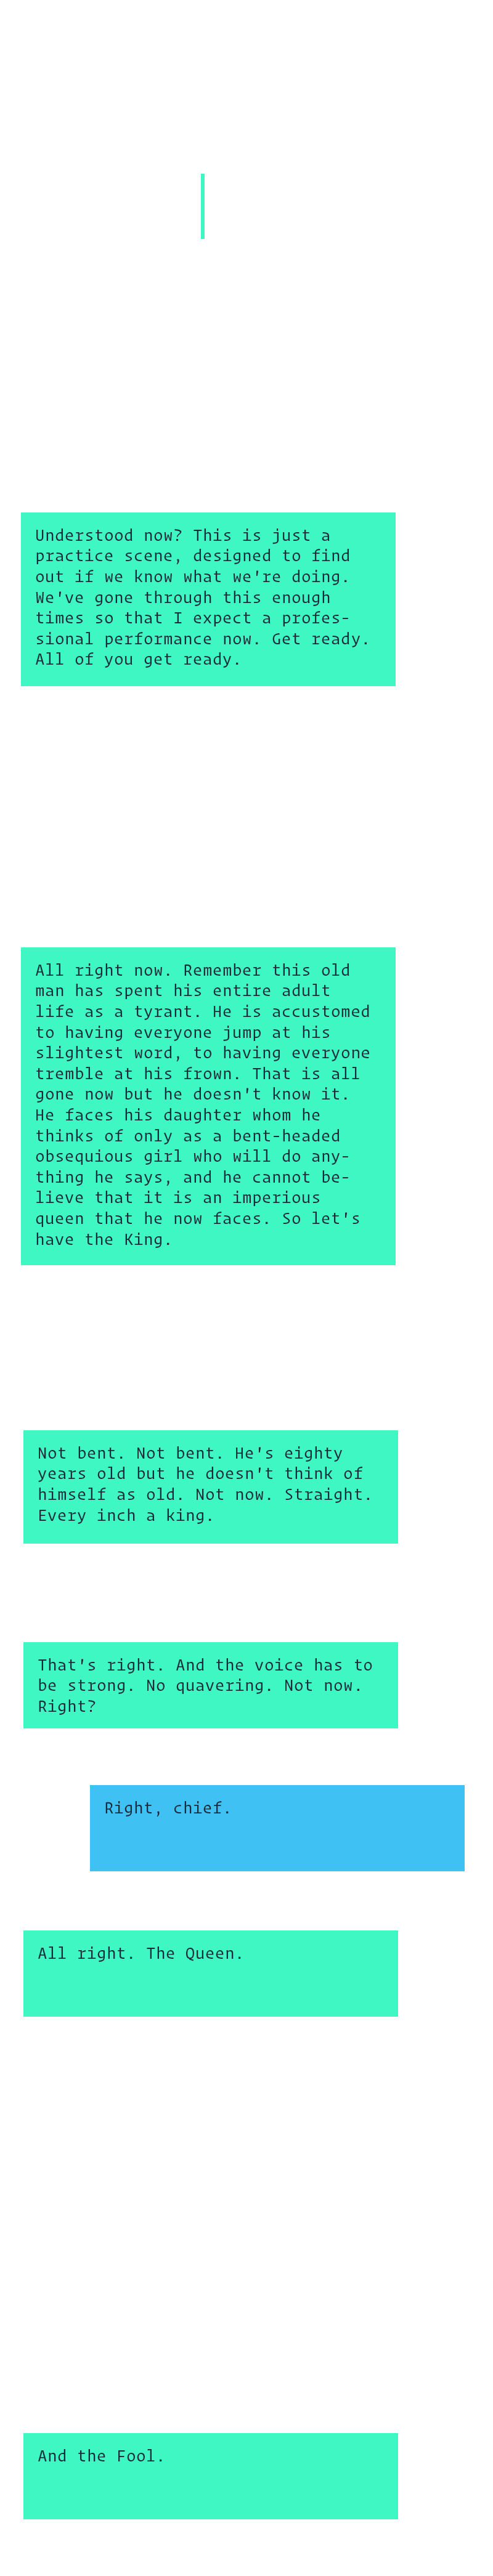 Understood now? This is just a
practice scene, designed to find
out if we know what we're doing.
We've gone through this enough
times so that I expect a profes-
sional performance now. Get ready.
All of you get ready.
All right now. Remember this old
man has spent his entire adult
life as a tyrant. He is accustomed
to having everyone jump at his
slightest word, to having everyone
tremble at his frown. That is all
gone now but he doesn't know it.
He faces his daughter whom he
thinks of only as a bent-headed
obsequious girl who will do any-
thing he says, and he cannot be-
lieve that it is an imperious
queen that he now faces. So let's
have the King.
Not bent. Not bent. He's eighty
years old but he doesn't think of
himself as old. Not now. Straight.
Every inch a king.
That's right. And the voice has to
be strong. No quavering. Not now.
Right?
Right, chief.
All right. The Queen.
And the Fool.